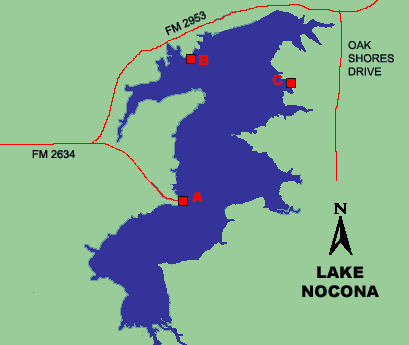 FM 2953
OAK
SHORES
DRIVE
B
C
FM 2634
A
N
LAKE
NOCONA